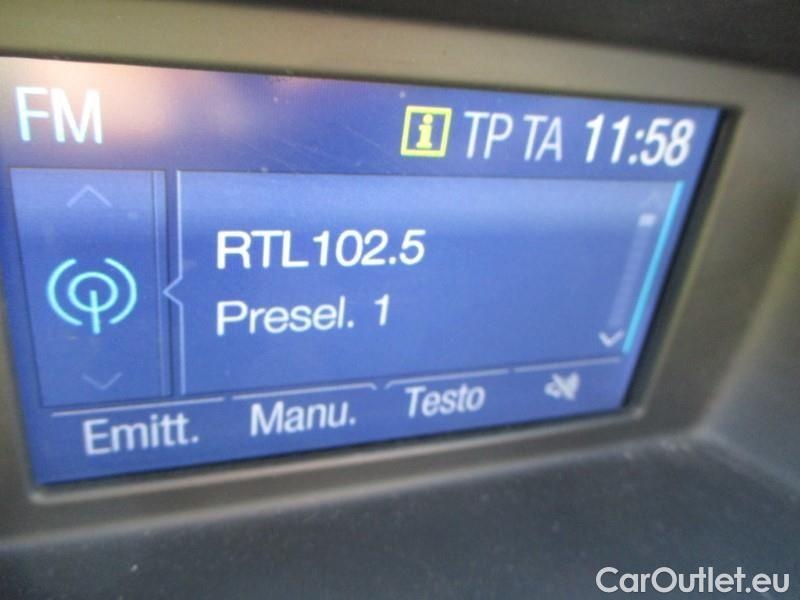 FM i TP TA 11:58
RTL102.5
Presel. 1
Emitt. Manu. Testo
CarOutlet.eu